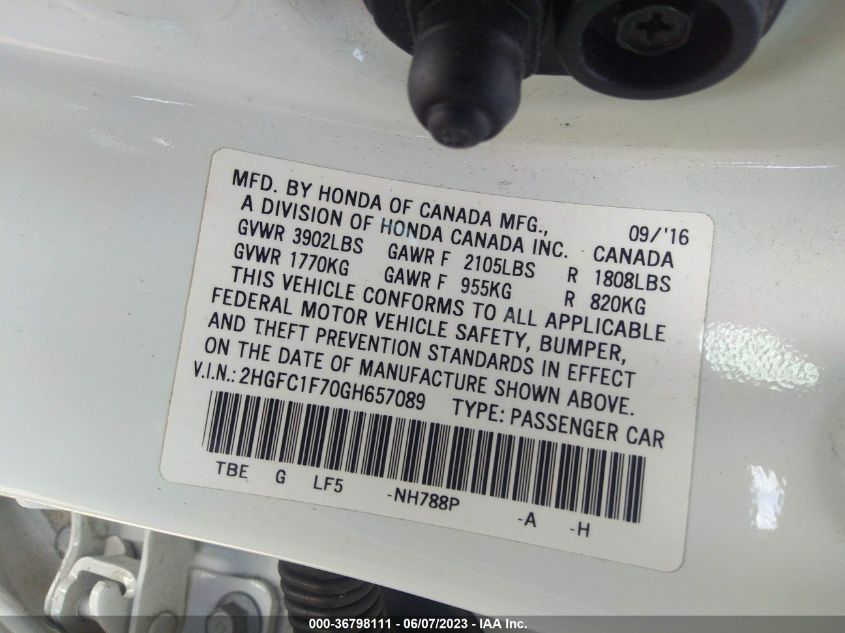 MFD. BY HONDA OF CANADA MFG., 09/'16
A DIVISION OF HONDA CANADA INC. CANADA
GVWR 3902LBS GAWR F 2105LBS R 1808LBS
GVWR 1770KG GAWR F 955KG R 820KG
THIS VEHICLE CONFORMS TO ALL APPLICABLE
FEDERAL MOTOR VEHICLE SAFETY, BUMPER,
AND THEFT PREVENTION STANDARDS IN EFFECT
ON THE DATE OF MANUFACTURE SHOWN ABOVE.
V.I.N.: 2HGFC1F70GH657089 TYPE: PASSENGER CAR
TBE G LF5 -NH788P -A -H
000-36798111 - 06/07/2023 - IAA Inc.